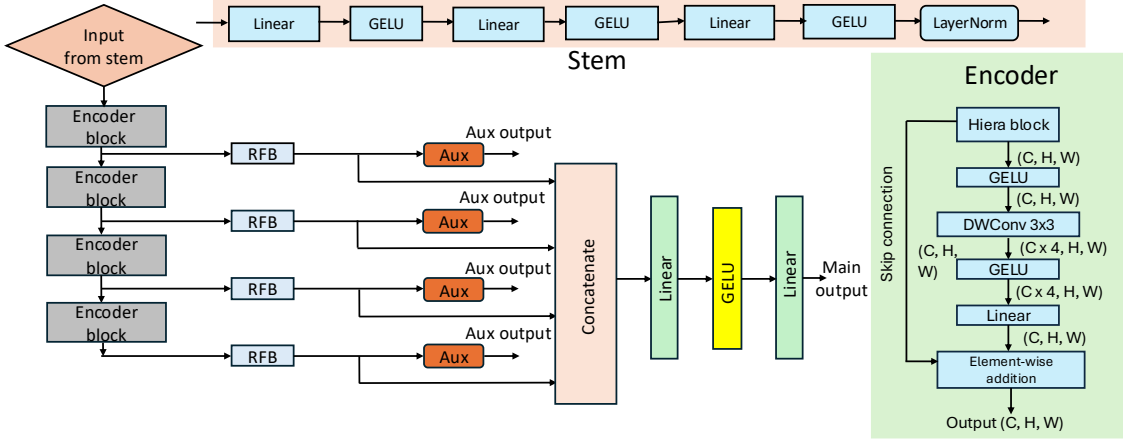 Linear
GELU
Linear
GELU
Linear
GELU
LayerNorm
Stem
Input
from stem
Encoder
block
Encoder
block
Encoder
block
Encoder
block
RFB
Aux
Aux output
RFB
Aux
Aux output
RFB
Aux
Aux output
RFB
Aux
Aux output
Concatenate
Linear
GELU
Linear
Main
output
Encoder
Hiera block
(C, H, W)
GELU
(C, H, W)
DWConv 3x3
(C x 4, H, W)
GELU
(C x 4, H, W)
Linear
(C, H, W)
Element-wise
addition
Output (C, H, W)
Skip connection
(C, H,
W)